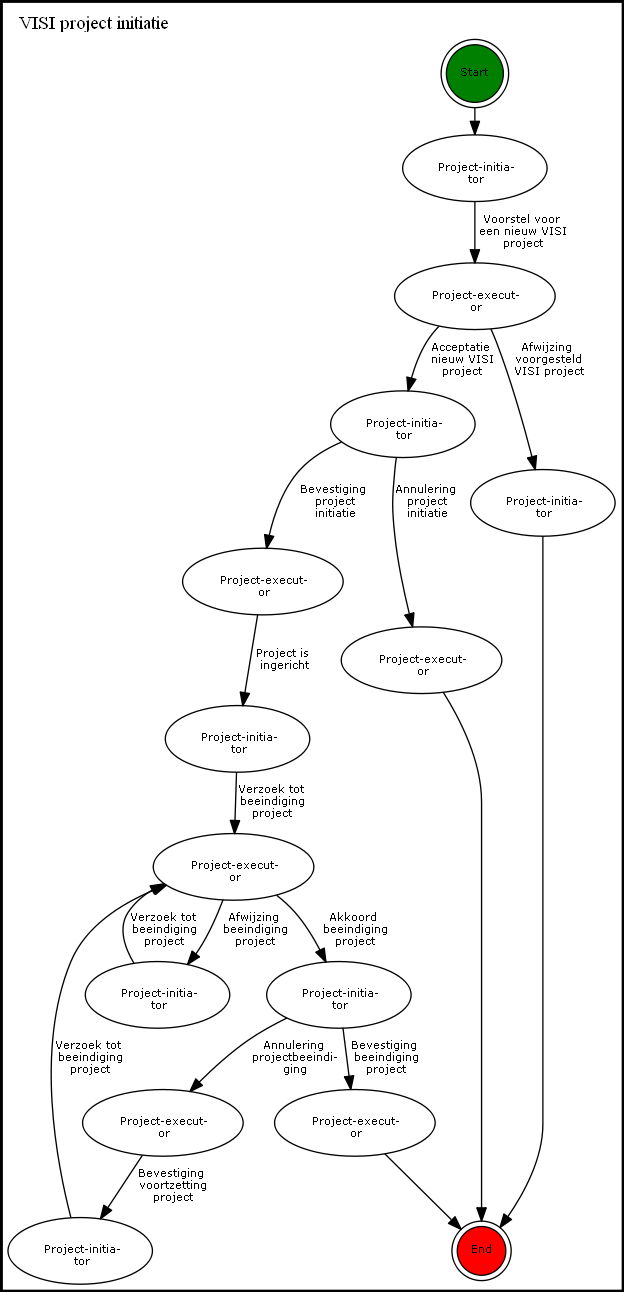 VISI project initiatie
Start
Project-initia-
tor
Voorstel voor
een nieuw VISI
project
Project-execut-
or
Acceptatie
nieuw VISI
project
Afwijzing
voorgesteld
VISI project
Project-initia-
tor
Bevestiging
project
initiatie
Annulering
project
initiatie
Project-initia-
tor
Project-execut-
or
Project is
ingericht
Project-execut-
or
Project-initia-
tor
Verzoek tot
beeindiging
project
Project-execut-
or
Verzoek tot
beeindiging
project
Afwijzing
beeindiging
project
Akkoord
beeindiging
project
Project-initia-
tor
Project-initia-
tor
Verzoek tot
beeindiging
project
Annulering
projectbeeindi-
ging
Bevestiging
beeindiging
project
Project-execut-
or
Project-execut-
or
Bevestiging
voortzetting
project
Project-initia-
tor
End